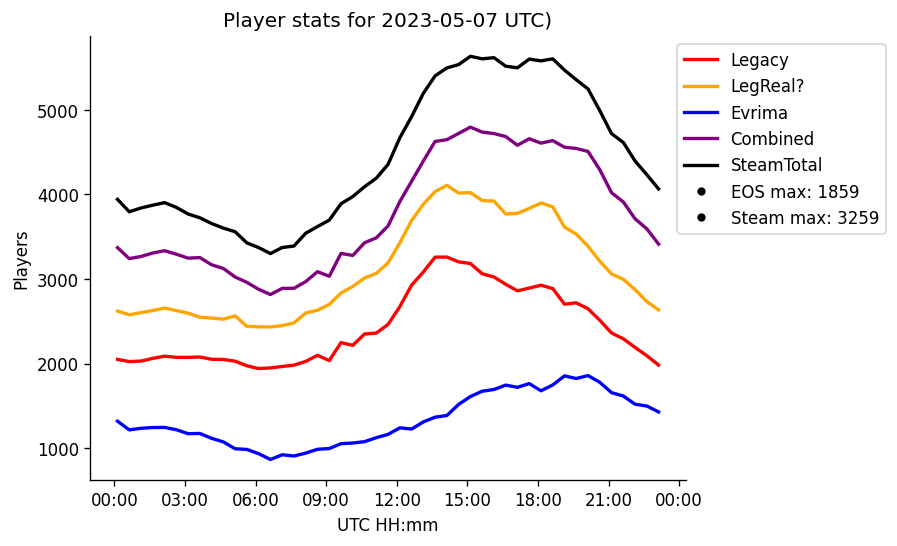 Player stats for 2023-05-07 UTC)
Legacy
LegReal?
Evrima
Combined
SteamTotal
EOS max: 1859
Steam max: 3259
Players
5000
4000
3000
2000
1000
00:00 03:00 06:00 09:00 12:00 15:00 18:00 21:00 00:00
UTC HH:mm